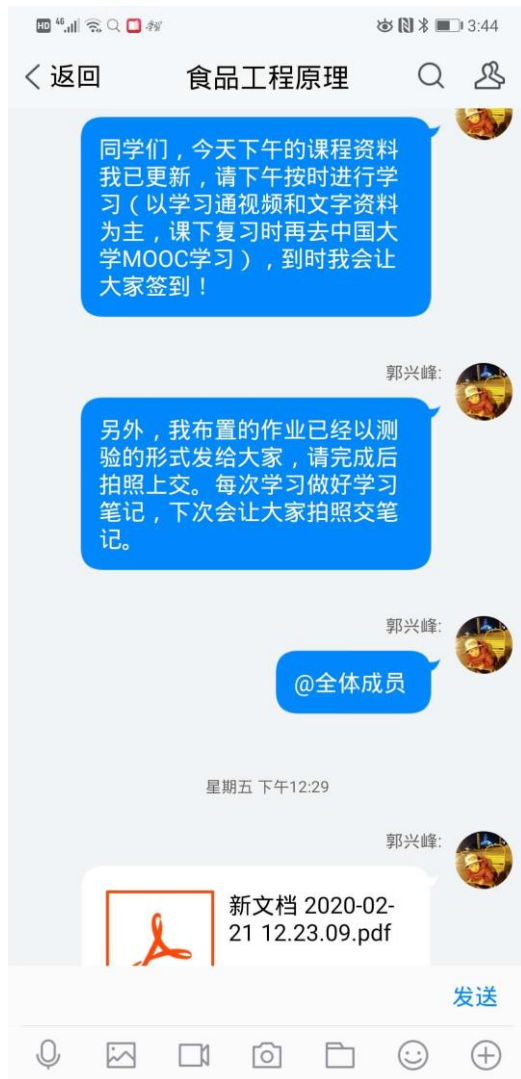 HD 4G 3:44
返回 食品工程原理
同学们，今天下午的课程资料
我已更新，请下午按时进行学
习（以学习通视频和文字资料
为主，课下复习时再去中国大
学MOOC学习），到时我会让
大家签到！
郭兴峰:
另外，我布置的作业已经以测
验的形式发给大家，请完成后
拍照上交。每次学习做好学习
笔记，下次会让大家拍照交笔
记。
郭兴峰:
@全体成员
星期五 下午12:29
郭兴峰:
新文档 2020-02-
21 12.23.09.pdf
发送